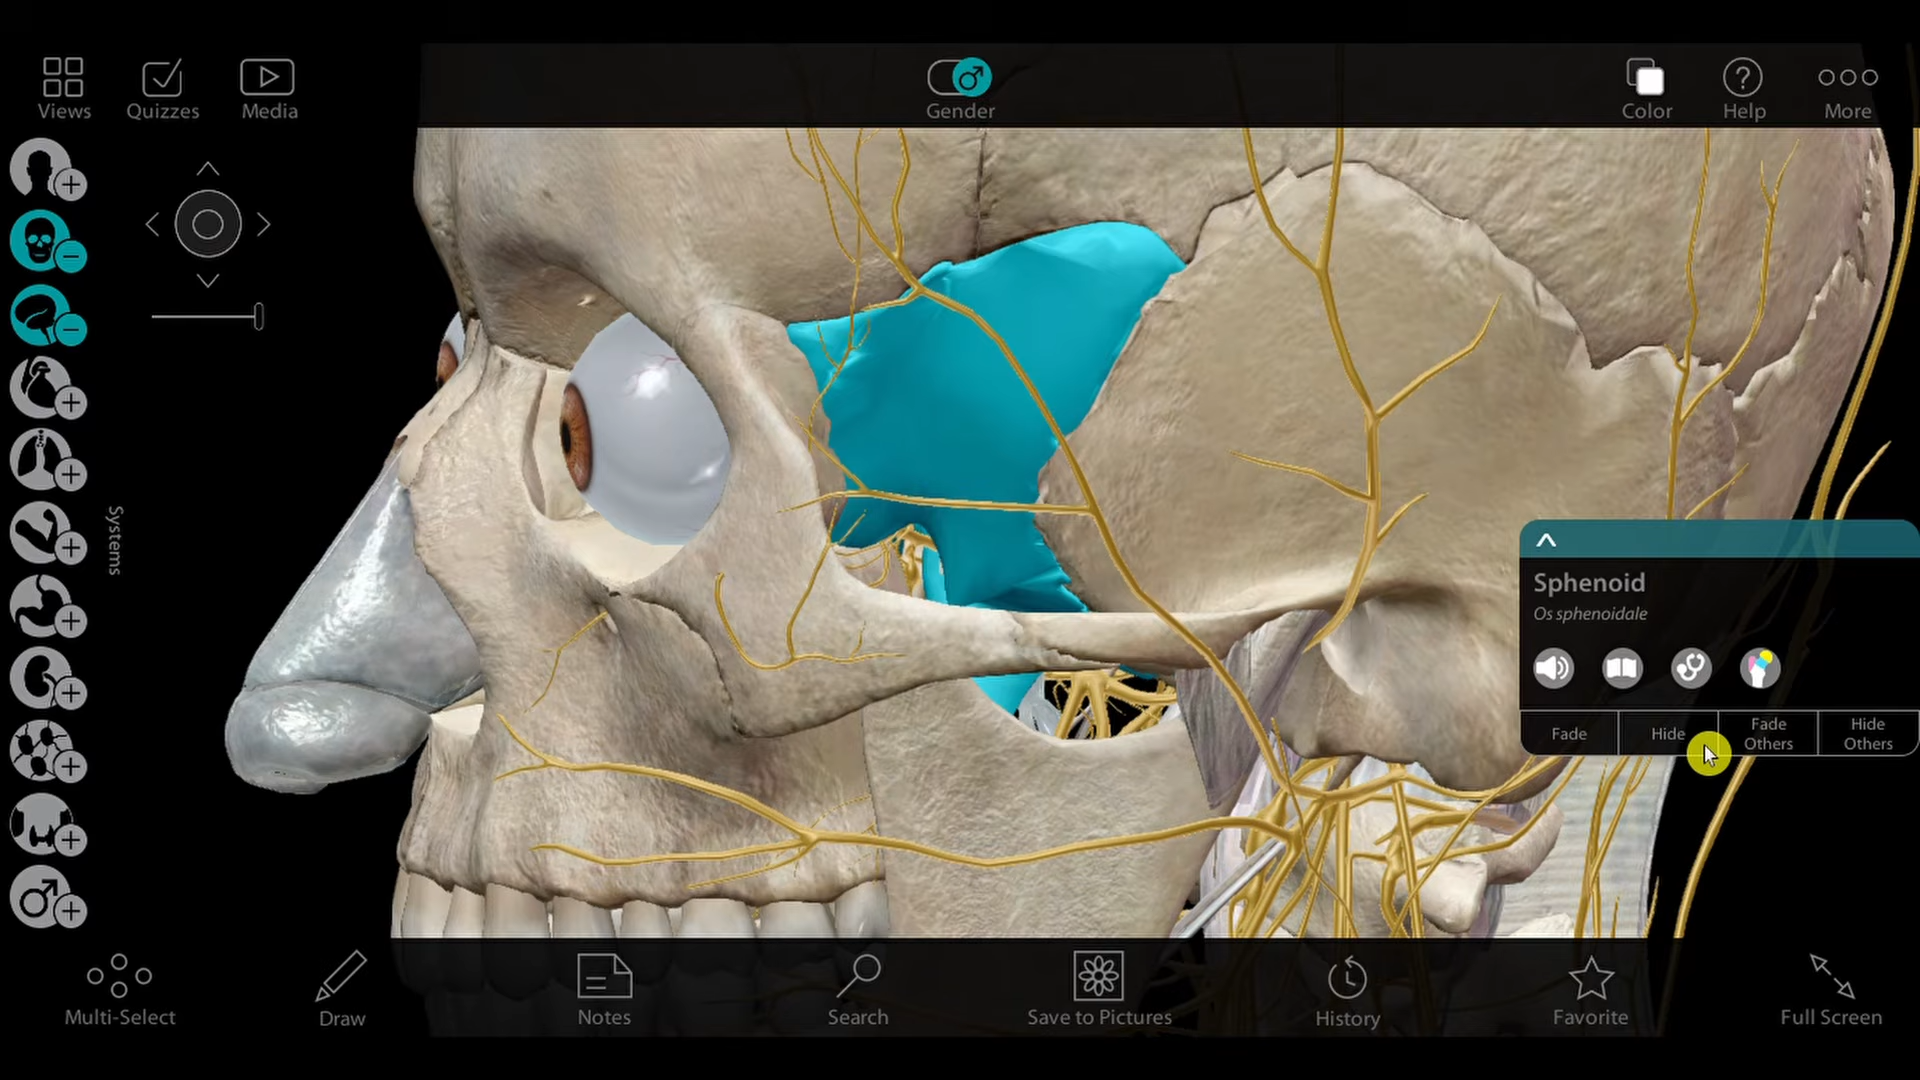 Views
Quizzes
Media
Gender
Color
Help
More
Systems
Sphenoid
Os sphenoidale
Fade
Hide
Fade
Others
Hide
Others
Multi-Select
Draw
Notes
Search
Save to Pictures
History
Favorite
Full Screen